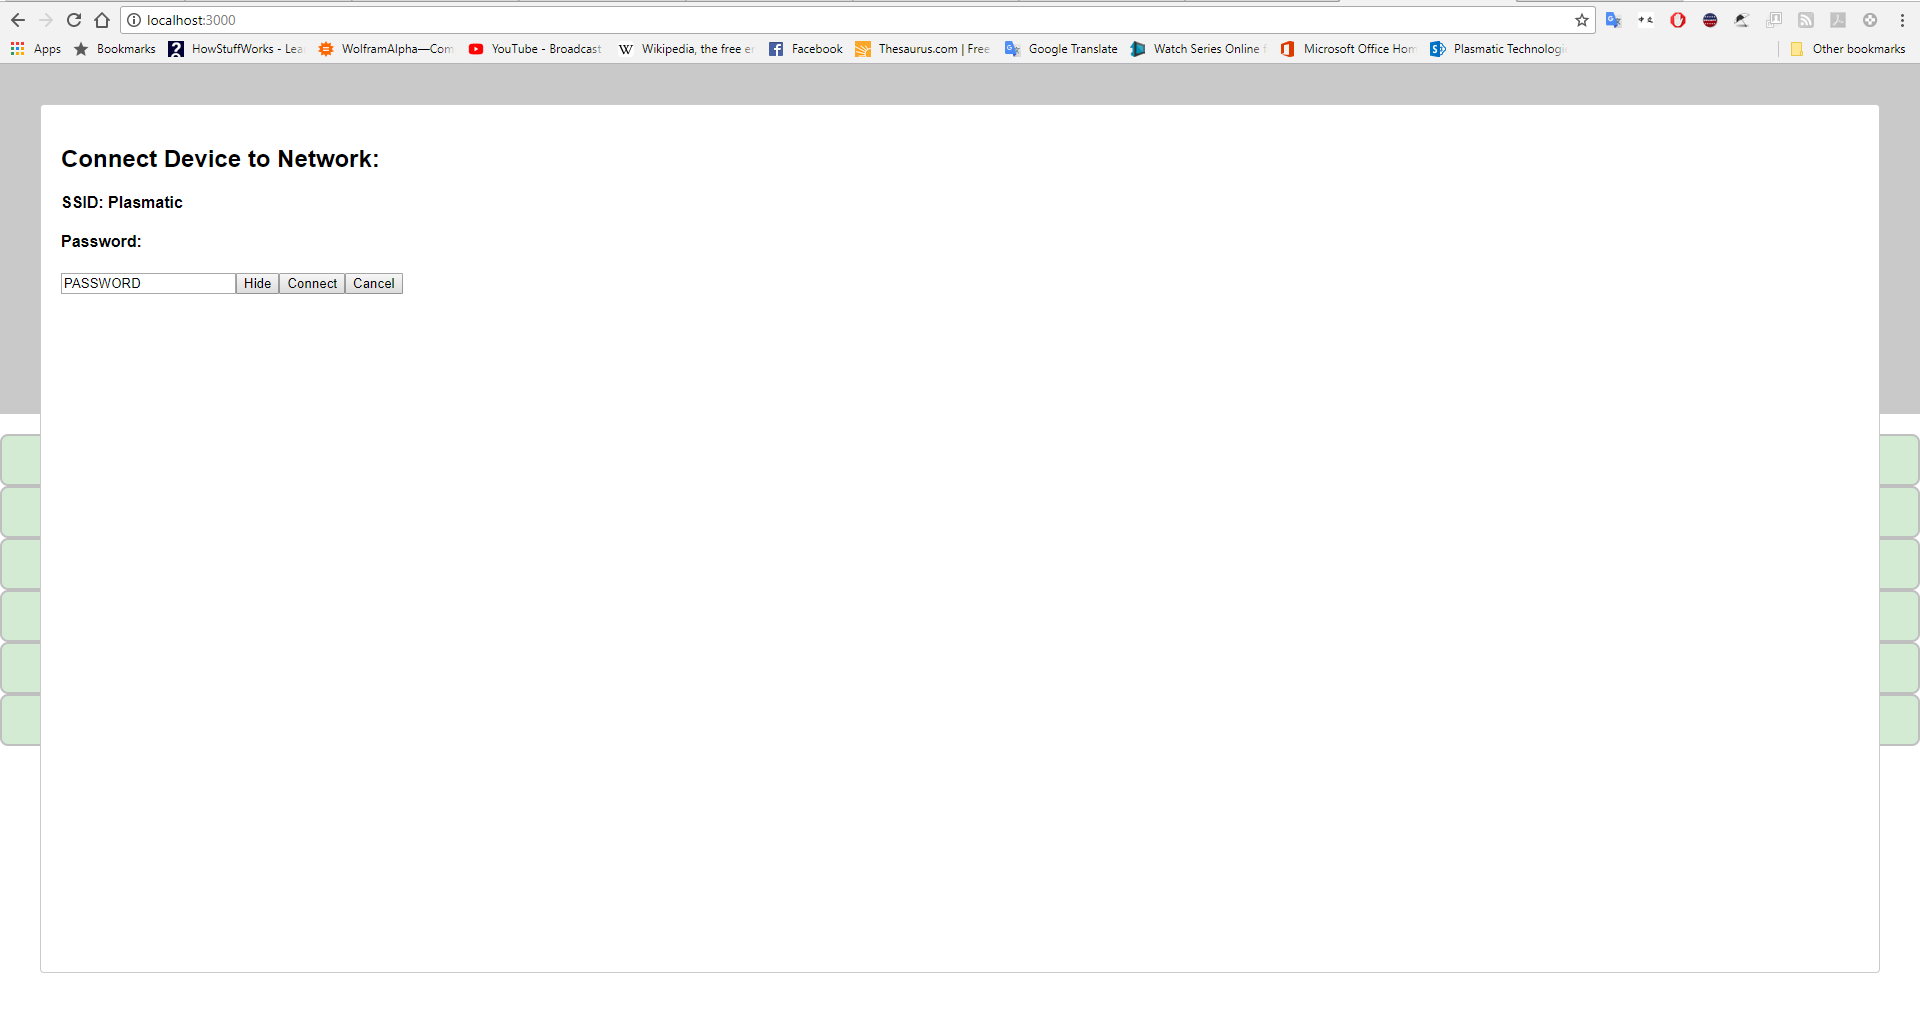 localhost:3000
Apps Bookmarks HowStuffWorks - Lea WolframAlpha—Com YouTube - Broadcast Wikipedia, the free e Facebook Thesaurus.com | Free Google Translate Watch Series Online Microsoft Office Hom Plasmatic Technologi Other bookmarks
Connect Device to Network:
SSID: Plasmatic
Password:
PASSWORD Hide Connect Cancel